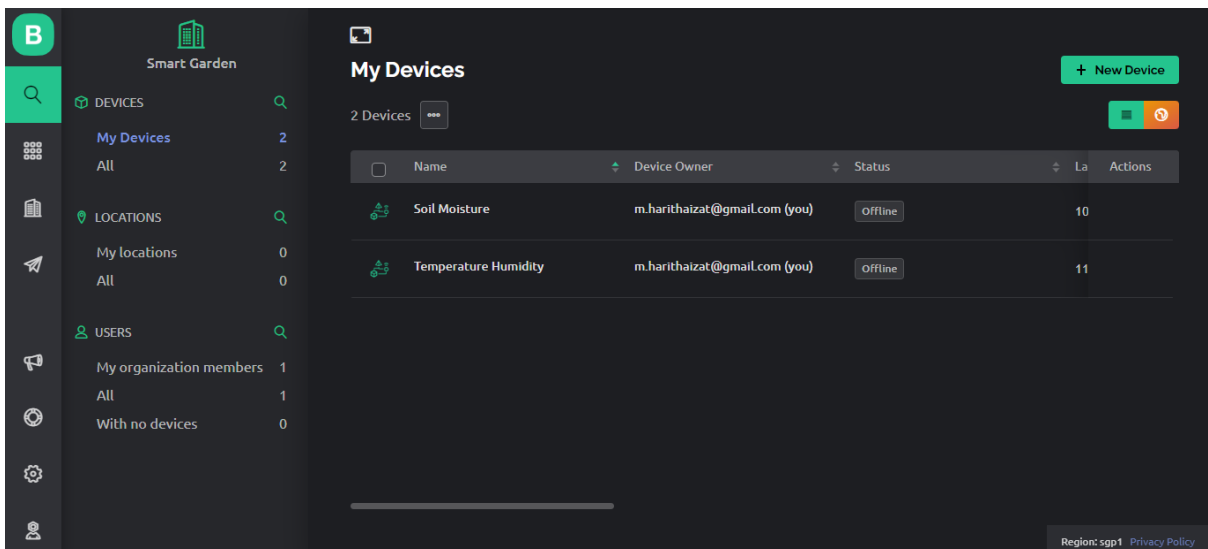 B
Smart Garden
DEVICES
My Devices 2
All 2
LOCATIONS
My locations 0
All 0
USERS
My organization members 1
All 1
With no devices 0
My Devices
+ New Device
2 Devices
Name Device Owner Status La Actions
Soil Moisture m.harithaizat@gmail.com (you) Offline 10
Temperature Humidity m.harithaizat@gmail.com (you) Offline 11
Region: sgp1 Privacy Policy